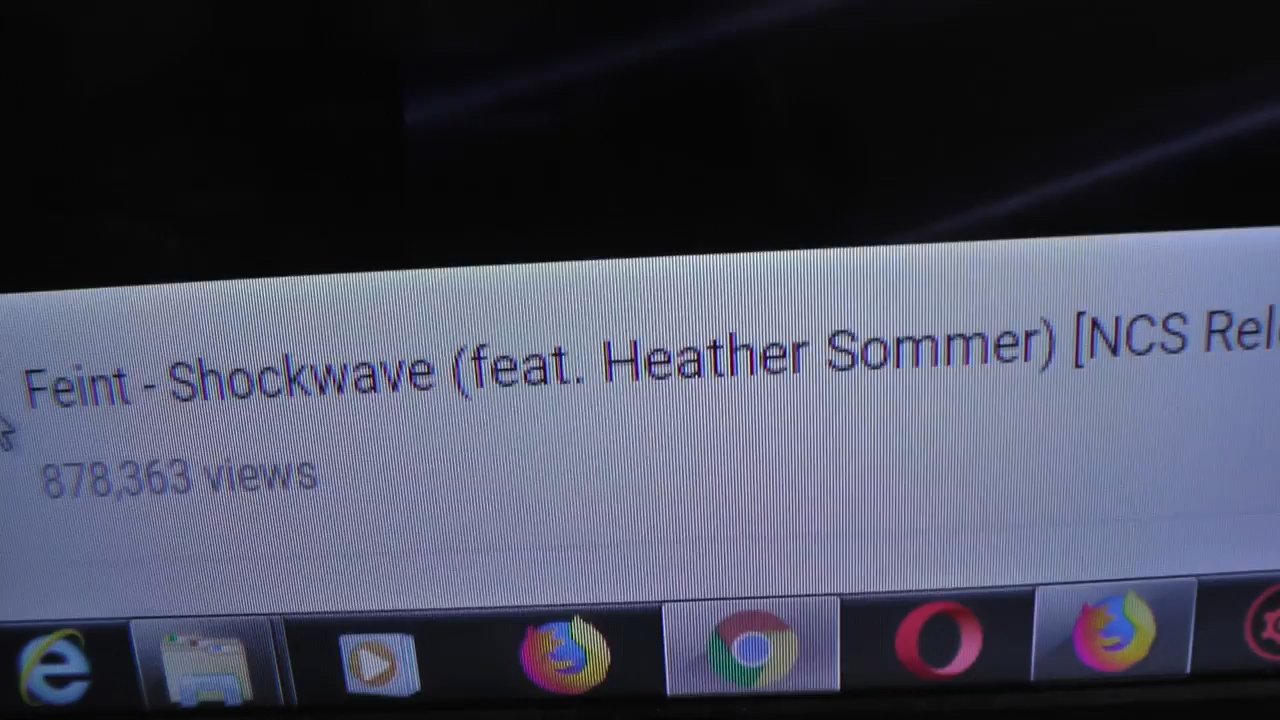 Feint - Shockwave (feat. Heather Sommer) [NCS Rel
878,363 views